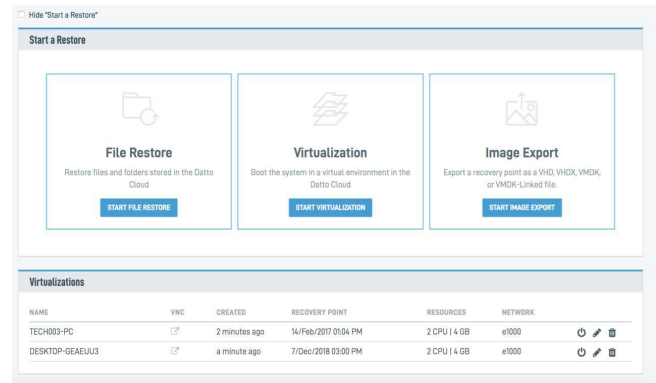 Hide "Start a Restore"
Start a Restore
File Restore
Restore files and folders stored in the Datto
Cloud
START FILE RESTORE
Virtualization
Boot the system in a virtual environment in the
Datto Cloud
START VIRTUALIZATION
Image Export
Export a recovery point as a VHD, VHDX, VMDK,
or VMDK-Linked file.
START IMAGE EXPORT
Virtualizations
NAME VNC CREATED RECOVERY POINT RESOURCES NETWORK
TECH003-PC 2 minutes ago 14/Feb/2017 01:04 PM 2 CPU | 4 GB e1000
DESKTOP-GEAEUU3 a minute ago 7/Dec/2018 03:00 PM 2 CPU | 4 GB e1000